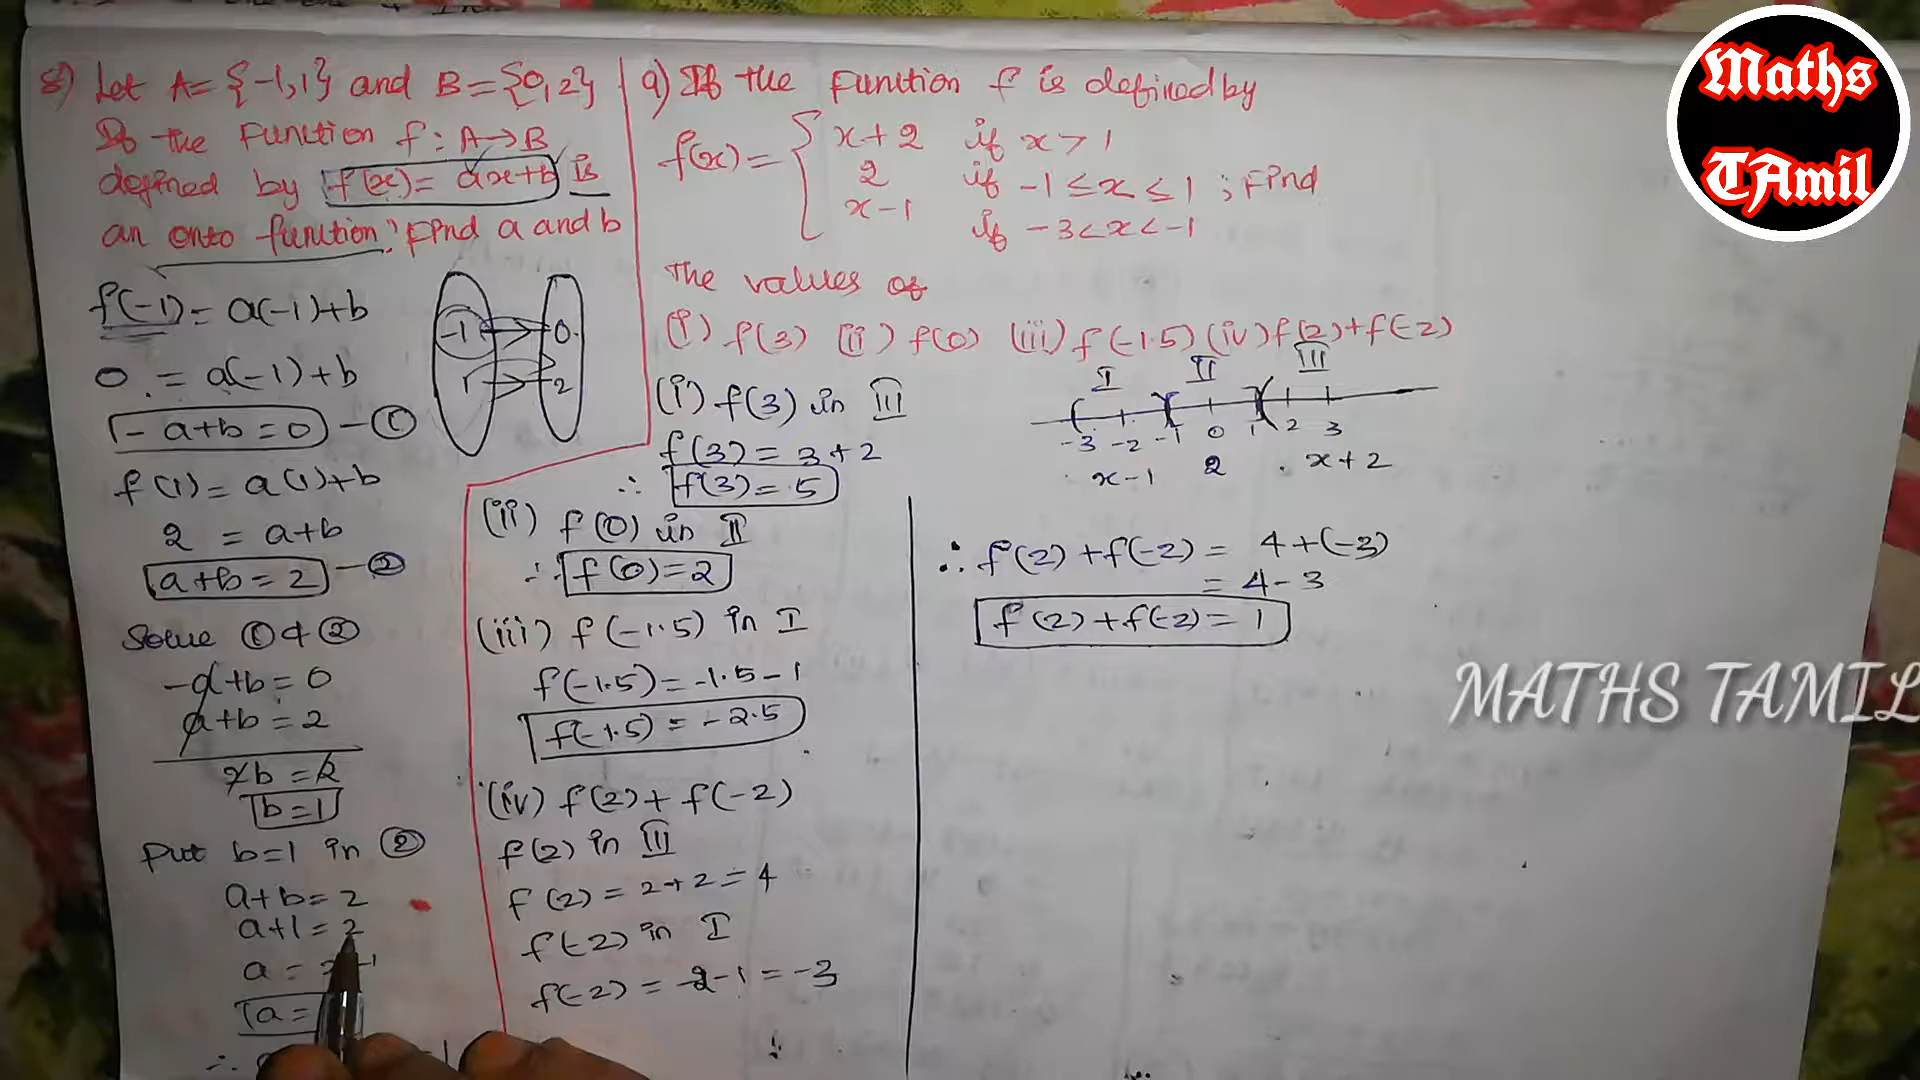 8) Let A = {-1,1} and B = {0,2}
If the Function f : A→B
defined by f(x) = ax+b is
an onto function; Find a and b
f(-1) = a(-1)+b
0 = a(-1)+b
-a+b=0 - ①
f(1) = a(1)+b
2 = a+b
a+b = 2 - ②
Solve ① & ②
-a+b = 0
a+b = 2
2b = 2
b=1
Put b=1 in ②
a+b=2
a+1=2
a =
a =
-1 0
1 2
9) If the Function f is defined by
f(x) = { x+2 if x > 1
2 if -1 ≤ x ≤ 1 ; Find
x-1 if -3 < x < -1
The values of
(i) f(3) (ii) f(0) (iii) f(-1.5) (iv) f(2)+f(-2)
I II III
-3 -2 -1 0 1 2 3
x-1 2 x+2
(i) f(3) in III
f(3) = 3+2
∴ f(3) = 5
(ii) f(0) in II
∴ f(0)=2
(iii) f(-1.5) in I
f(-1.5) = -1.5-1
f(-1.5) = -2.5
(iv) f(2)+f(-2)
f(2) in III
f(2) = 2+2 = 4
f(-2) in I
f(-2) = -2-1 = -3
∴ f(2)+f(-2) = 4+(-3)
= 4-3
f(2)+f(-2) = 1
Maths
TAmil
MATHS TAMIL